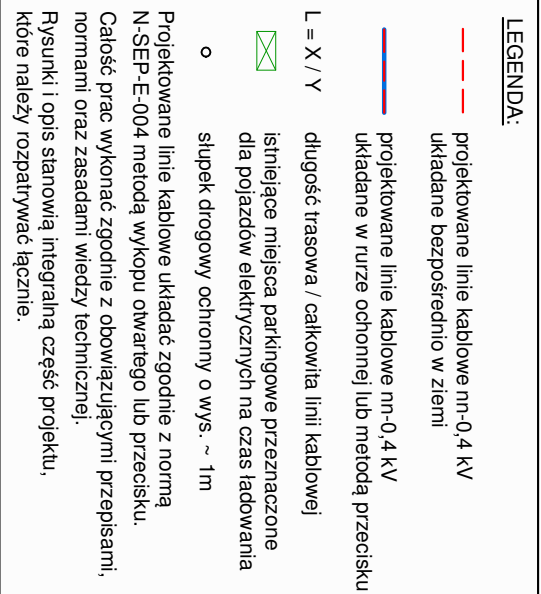 LEGENDA:
projektowane linie kablowe nn-0,4 kV
układane bezpośrednio w ziemi
projektowane linie kablowe nn-0,4 kV
układane w rurze ochonnej lub metodą przecisku
L = X / Y długość trasowa / całkowita linii kablowej
istniejące miejsca parkingowe przeznaczone
dla pojazdów elektrycznych na czas ładowania
słupek drogowy ochronny o wys. ~ 1m
Projektowane linie kablowe układać zgodnie z normą
N-SEP-E-004 metodą wykopu otwartego lub przecisku.
Całość prac wykonać zgodnie z obowiązującymi przepisami,
normami oraz zasadami wiedzy technicznej.
Rysunki i opis stanowią integralną część projektu,
które należy rozpatrywać łącznie.